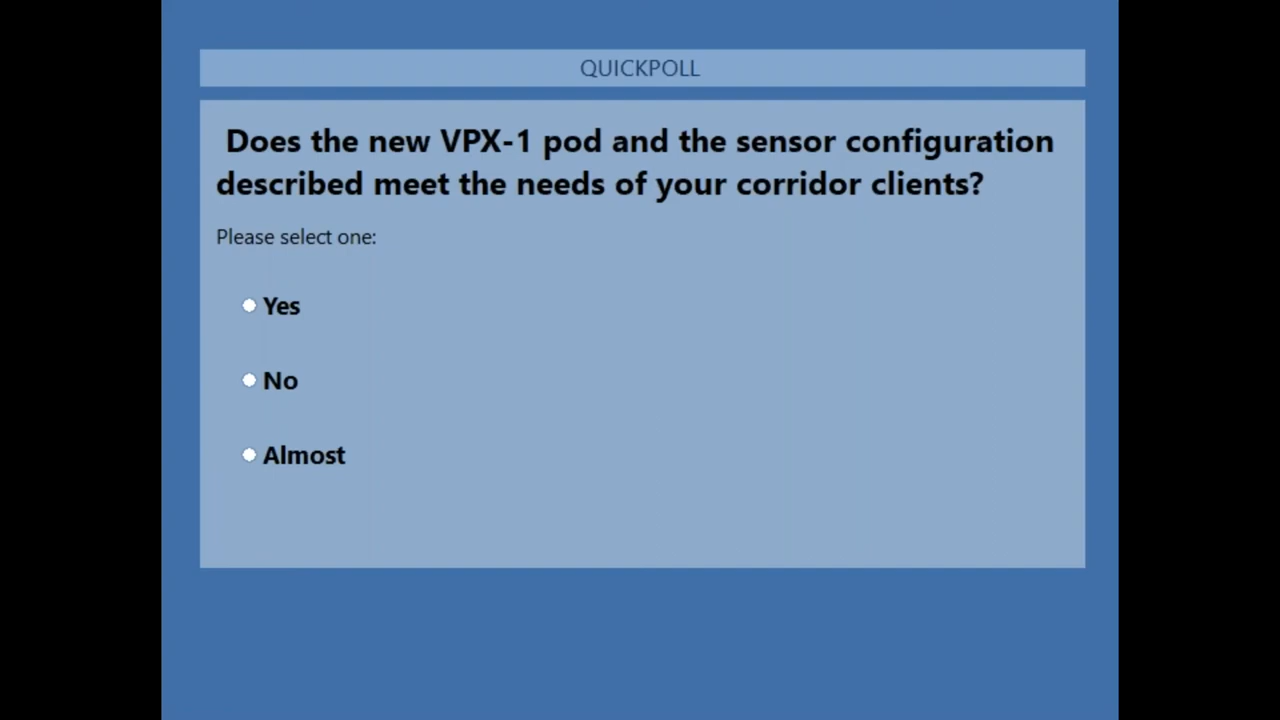 QUICKPOLL
Does the new VPX-1 pod and the sensor configuration
described meet the needs of your corridor clients?
Please select one:
Yes
No
Almost